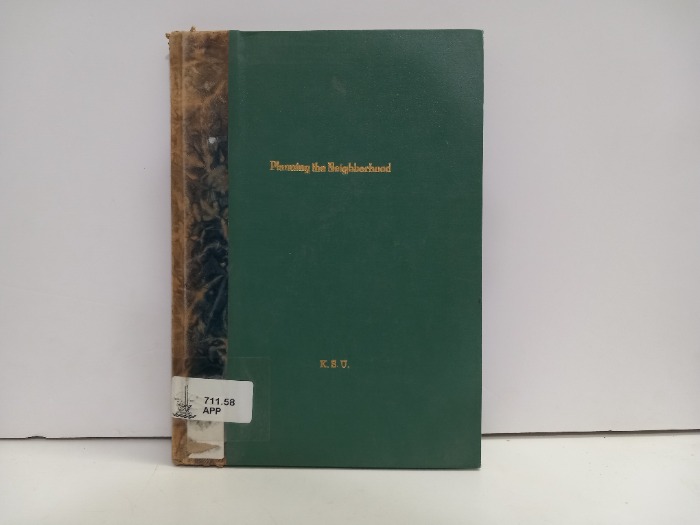 Planning the Neighborhood
K. S. U.
711.58
APP